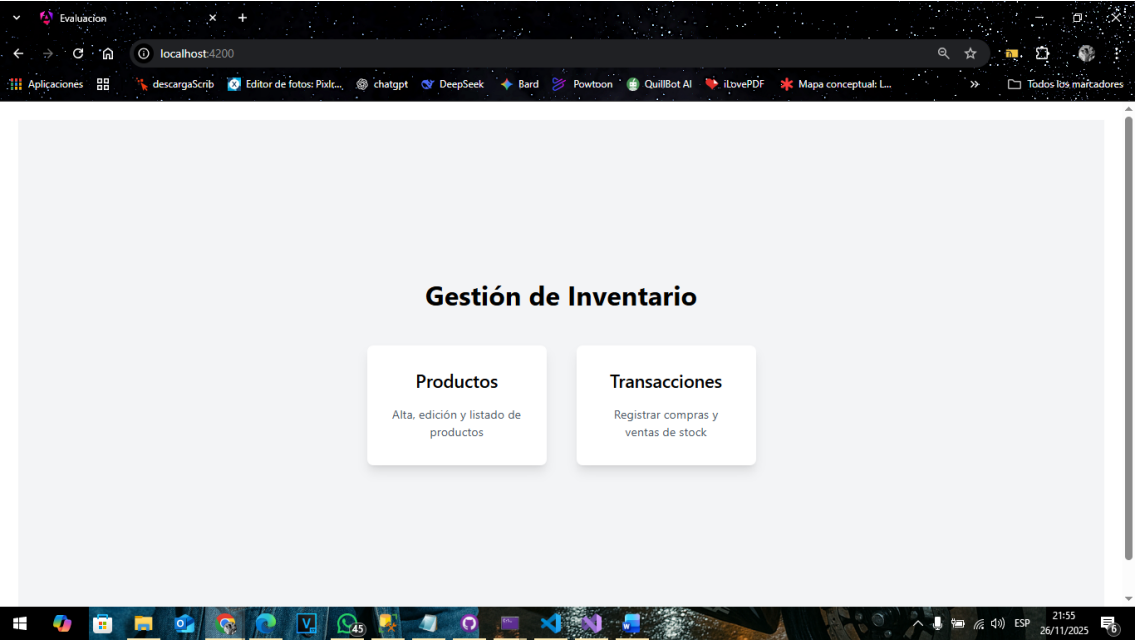 Evaluacion
localhost:4200
Aplicaciones
descargaScrib
Editor de fotos: Pixlr,...
chatgpt
DeepSeek
Bard
Powtoon
QuillBot AI
iLovePDF
Mapa conceptual: L...
»
Todos los marcadores
Gestión de Inventario
Productos
Alta, edición y listado de
productos
Transacciones
Registrar compras y
ventas de stock
45
ESP
21:55
26/11/2025
6